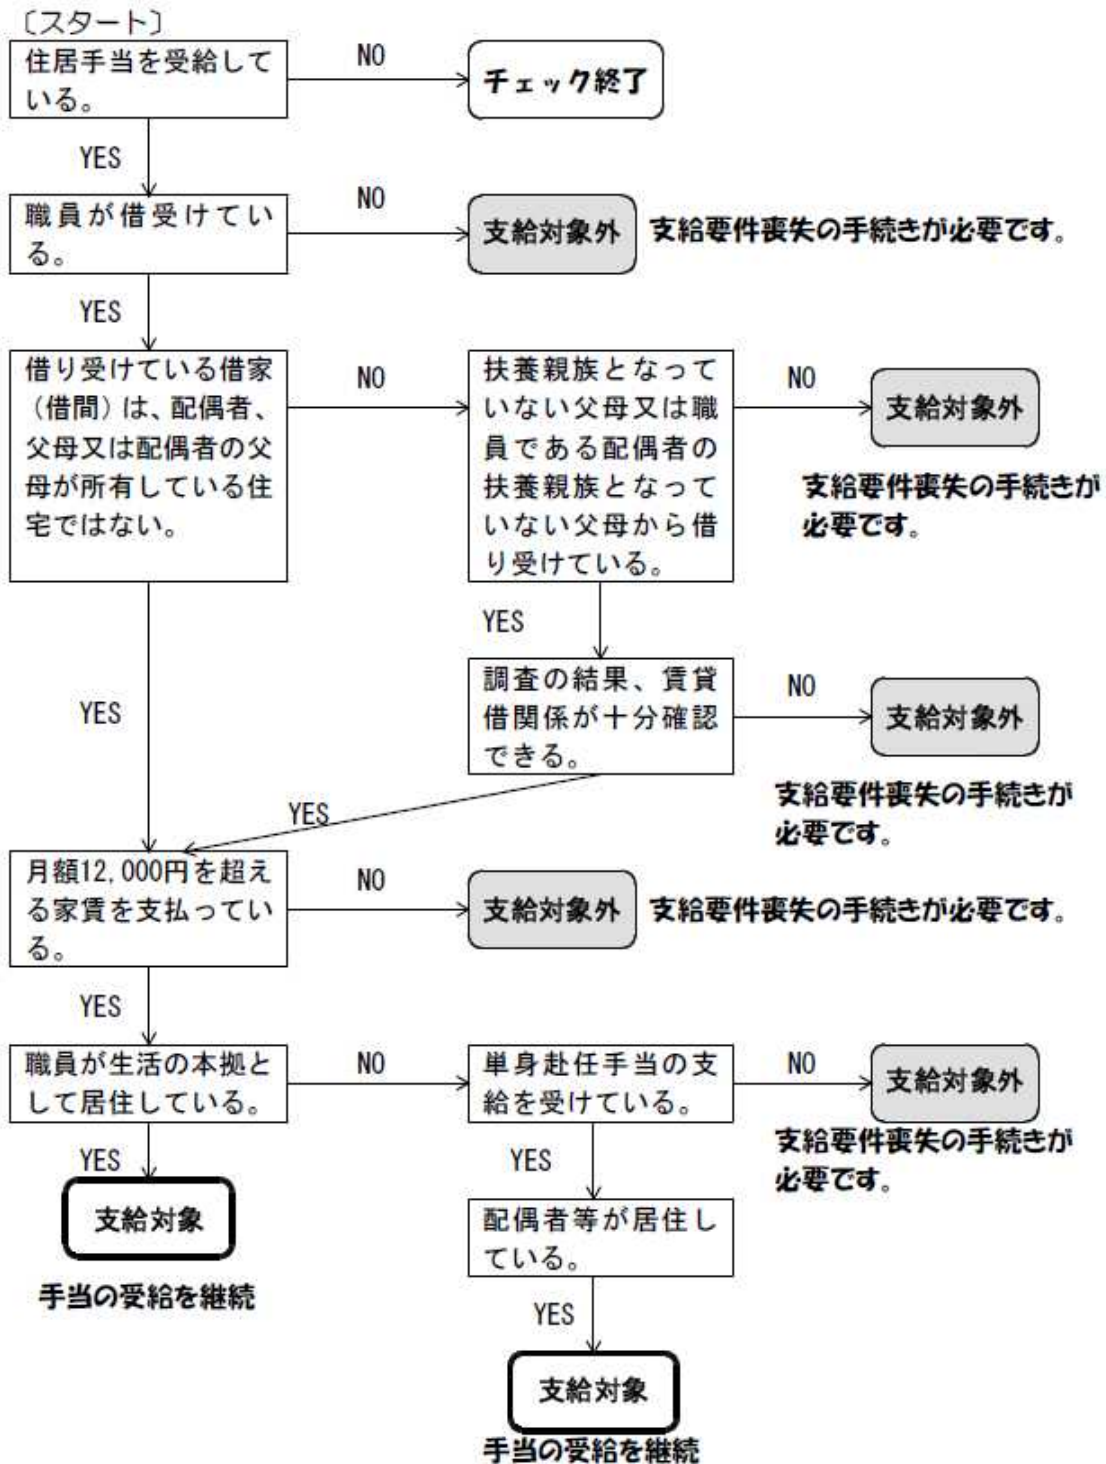 〔スタート〕
住居手当を受給して
いる。
NO
チェック終了
YES
職員が借受けてい
る。
NO
支給対象外
支給要件喪失の手続きが必要です。
YES
借り受けている借家
（借間）は、配偶者、
父母又は配偶者の父
母が所有している住
宅ではない。
NO
扶養親族となって
いない父母又は職
員である配偶者の
扶養親族となって
いない父母から借
り受けている。
NO
支給対象外
支給要件喪失の手続きが
必要です。
YES
調査の結果、賃貸
借関係が十分確認
できる。
NO
支給対象外
支給要件喪失の手続きが
必要です。
YES
YES
月額12,000円を超え
る家賃を支払ってい
る。
NO
支給対象外
支給要件喪失の手続きが必要です。
YES
職員が生活の本拠と
して居住している。
NO
単身赴任手当の支
給を受けている。
NO
支給対象外
支給要件喪失の手続きが
必要です。
YES
支給対象
手当の受給を継続
YES
配偶者等が居住し
ている。
YES
支給対象
手当の受給を継続